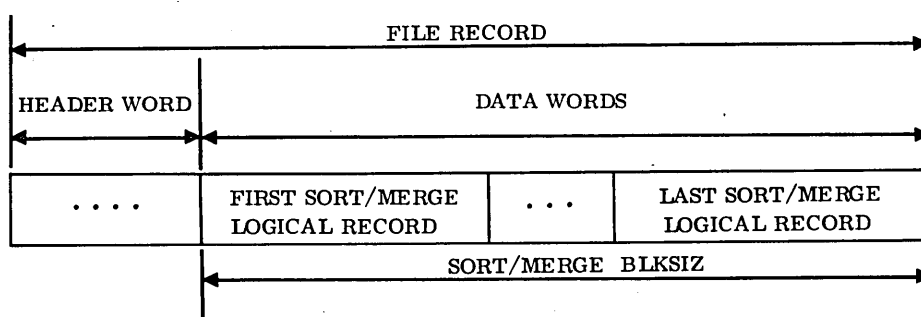 FILE RECORD
HEADER WORD
DATA WORDS
. . . .
FIRST SORT/MERGE
LOGICAL RECORD
. . .
LAST SORT/MERGE
LOGICAL RECORD
SORT/MERGE BLKSIZ